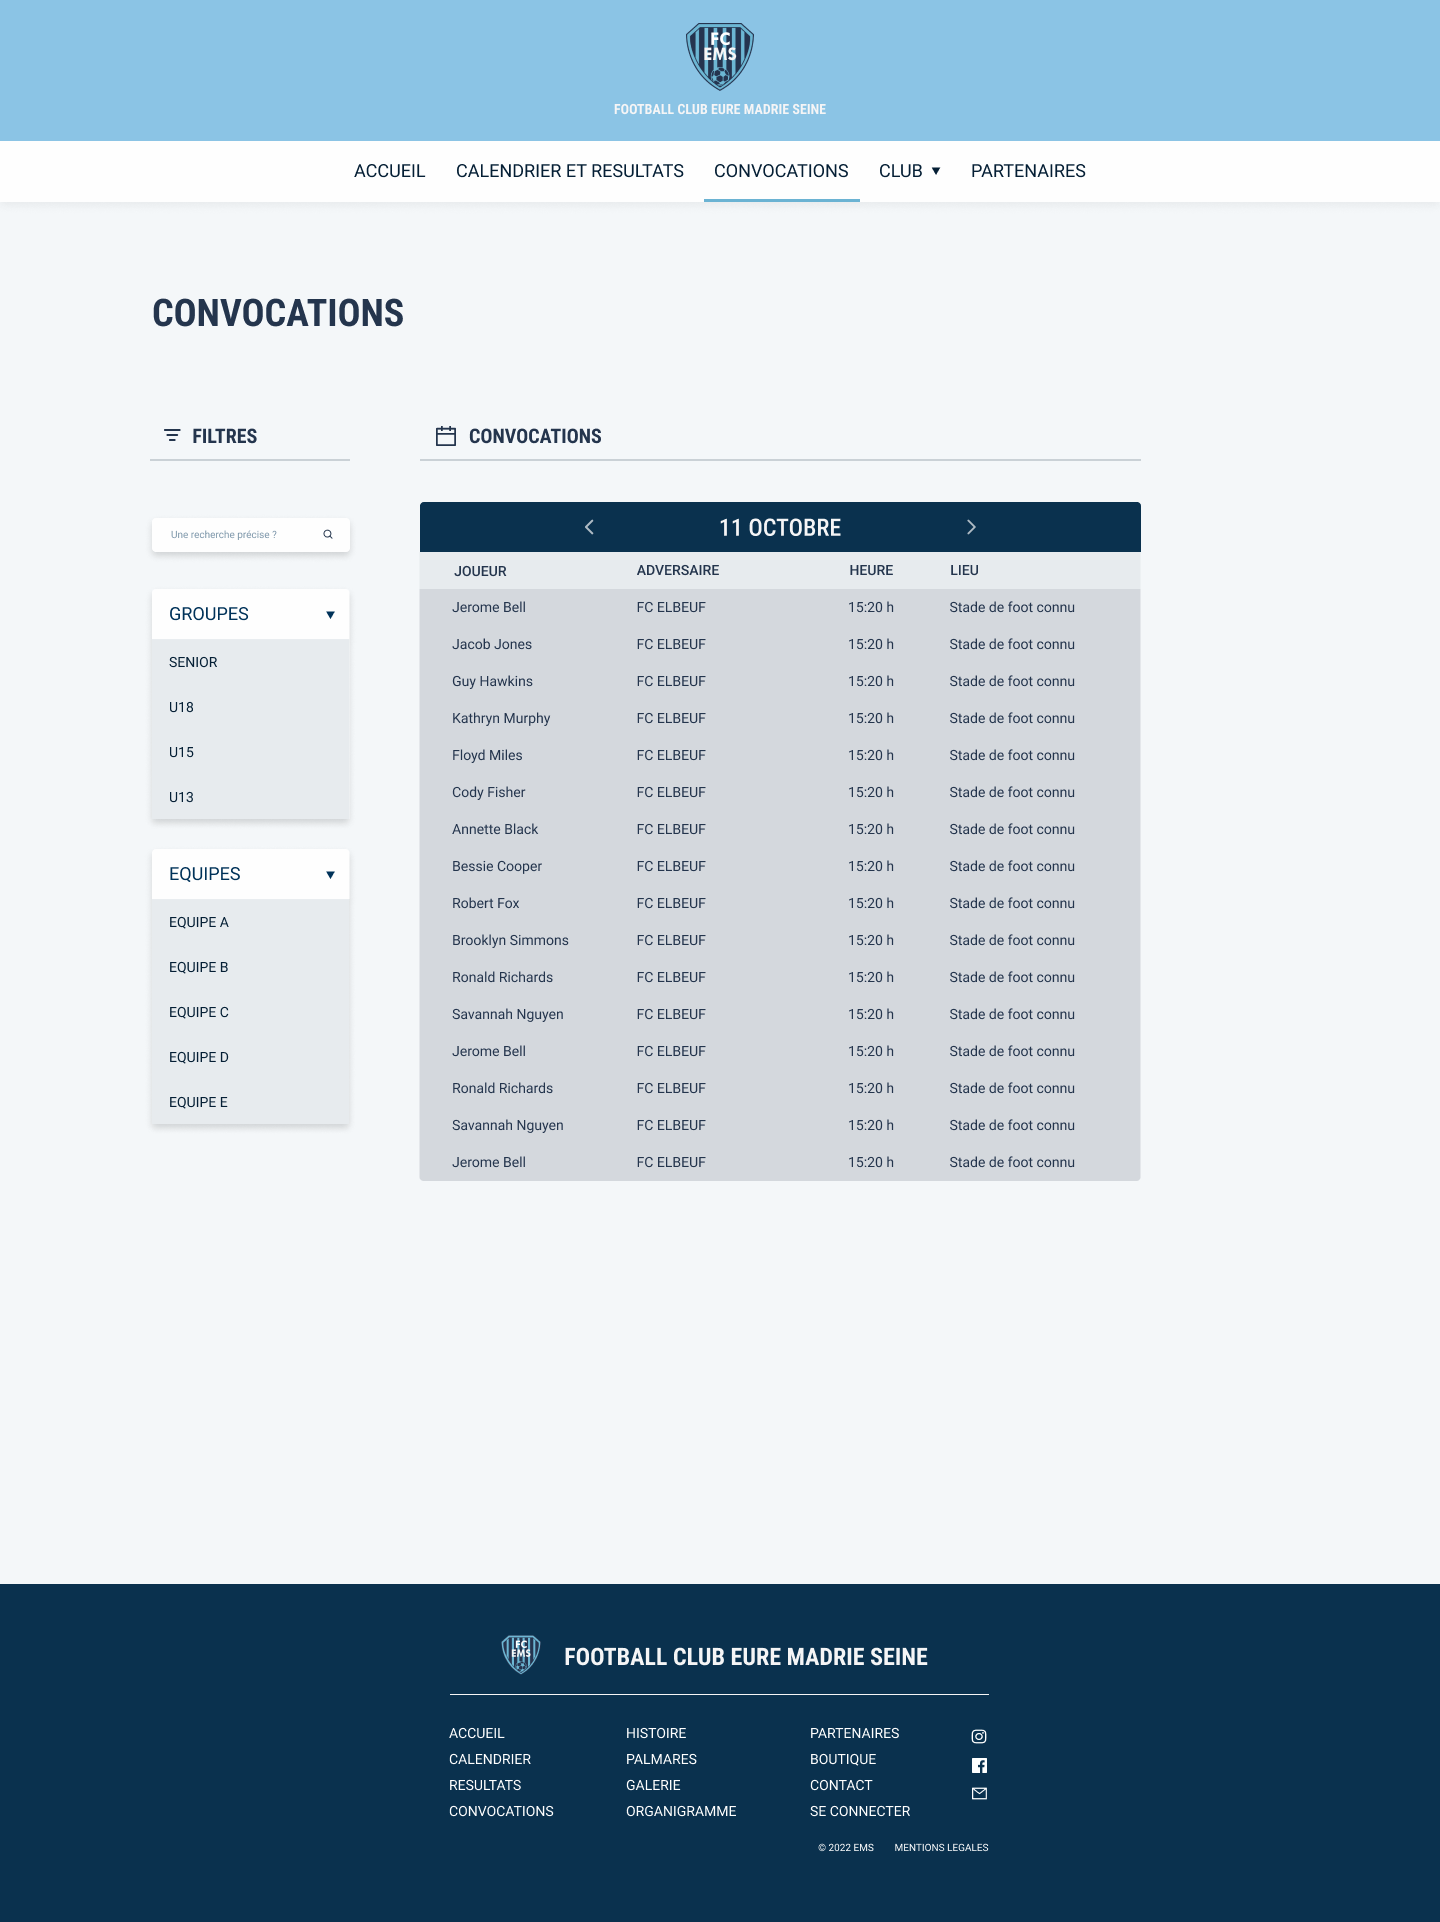 FC
EMS
FOOTBALL CLUB EURE MADRIE SEINE
ACCUEIL CALENDRIER ET RESULTATS CONVOCATIONS CLUB PARTENAIRES
CONVOCATIONS
FILTRES
Une recherche précise ?
GROUPES
SENIOR
U18
U15
U13
EQUIPES
EQUIPE A
EQUIPE B
EQUIPE C
EQUIPE D
EQUIPE E
CONVOCATIONS
11 OCTOBRE
JOUEUR ADVERSAIRE HEURE LIEU
Jerome Bell FC ELBEUF 15:20 h Stade de foot connu
Jacob Jones FC ELBEUF 15:20 h Stade de foot connu
Guy Hawkins FC ELBEUF 15:20 h Stade de foot connu
Kathryn Murphy FC ELBEUF 15:20 h Stade de foot connu
Floyd Miles FC ELBEUF 15:20 h Stade de foot connu
Cody Fisher FC ELBEUF 15:20 h Stade de foot connu
Annette Black FC ELBEUF 15:20 h Stade de foot connu
Bessie Cooper FC ELBEUF 15:20 h Stade de foot connu
Robert Fox FC ELBEUF 15:20 h Stade de foot connu
Brooklyn Simmons FC ELBEUF 15:20 h Stade de foot connu
Ronald Richards FC ELBEUF 15:20 h Stade de foot connu
Savannah Nguyen FC ELBEUF 15:20 h Stade de foot connu
Jerome Bell FC ELBEUF 15:20 h Stade de foot connu
Ronald Richards FC ELBEUF 15:20 h Stade de foot connu
Savannah Nguyen FC ELBEUF 15:20 h Stade de foot connu
Jerome Bell FC ELBEUF 15:20 h Stade de foot connu
FC
EMS
FOOTBALL CLUB EURE MADRIE SEINE
ACCUEIL HISTOIRE PARTENAIRES
CALENDRIER PALMARES BOUTIQUE
RESULTATS GALERIE CONTACT
CONVOCATIONS ORGANIGRAMME SE CONNECTER
© 2022 EMS MENTIONS LEGALES